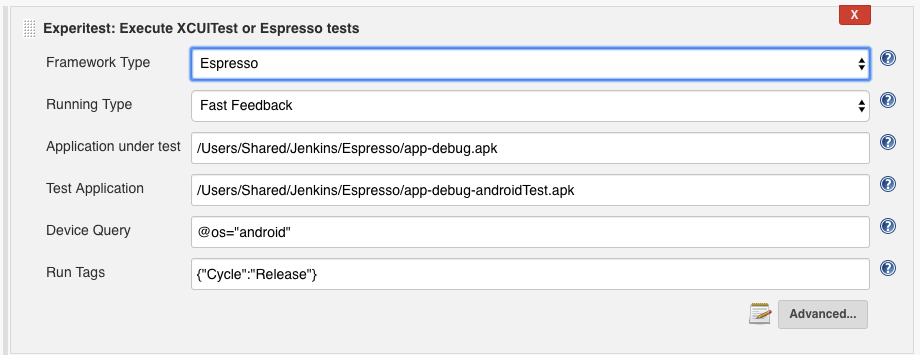 X
Experitest: Execute XCUITest or Espresso tests
Framework Type Espresso ?
Running Type Fast Feedback ?
Application under test /Users/Shared/Jenkins/Espresso/app-debug.apk ?
Test Application /Users/Shared/Jenkins/Espresso/app-debug-androidTest.apk ?
Device Query @os="android" ?
Run Tags {"Cycle":"Release"} ?
Advanced...